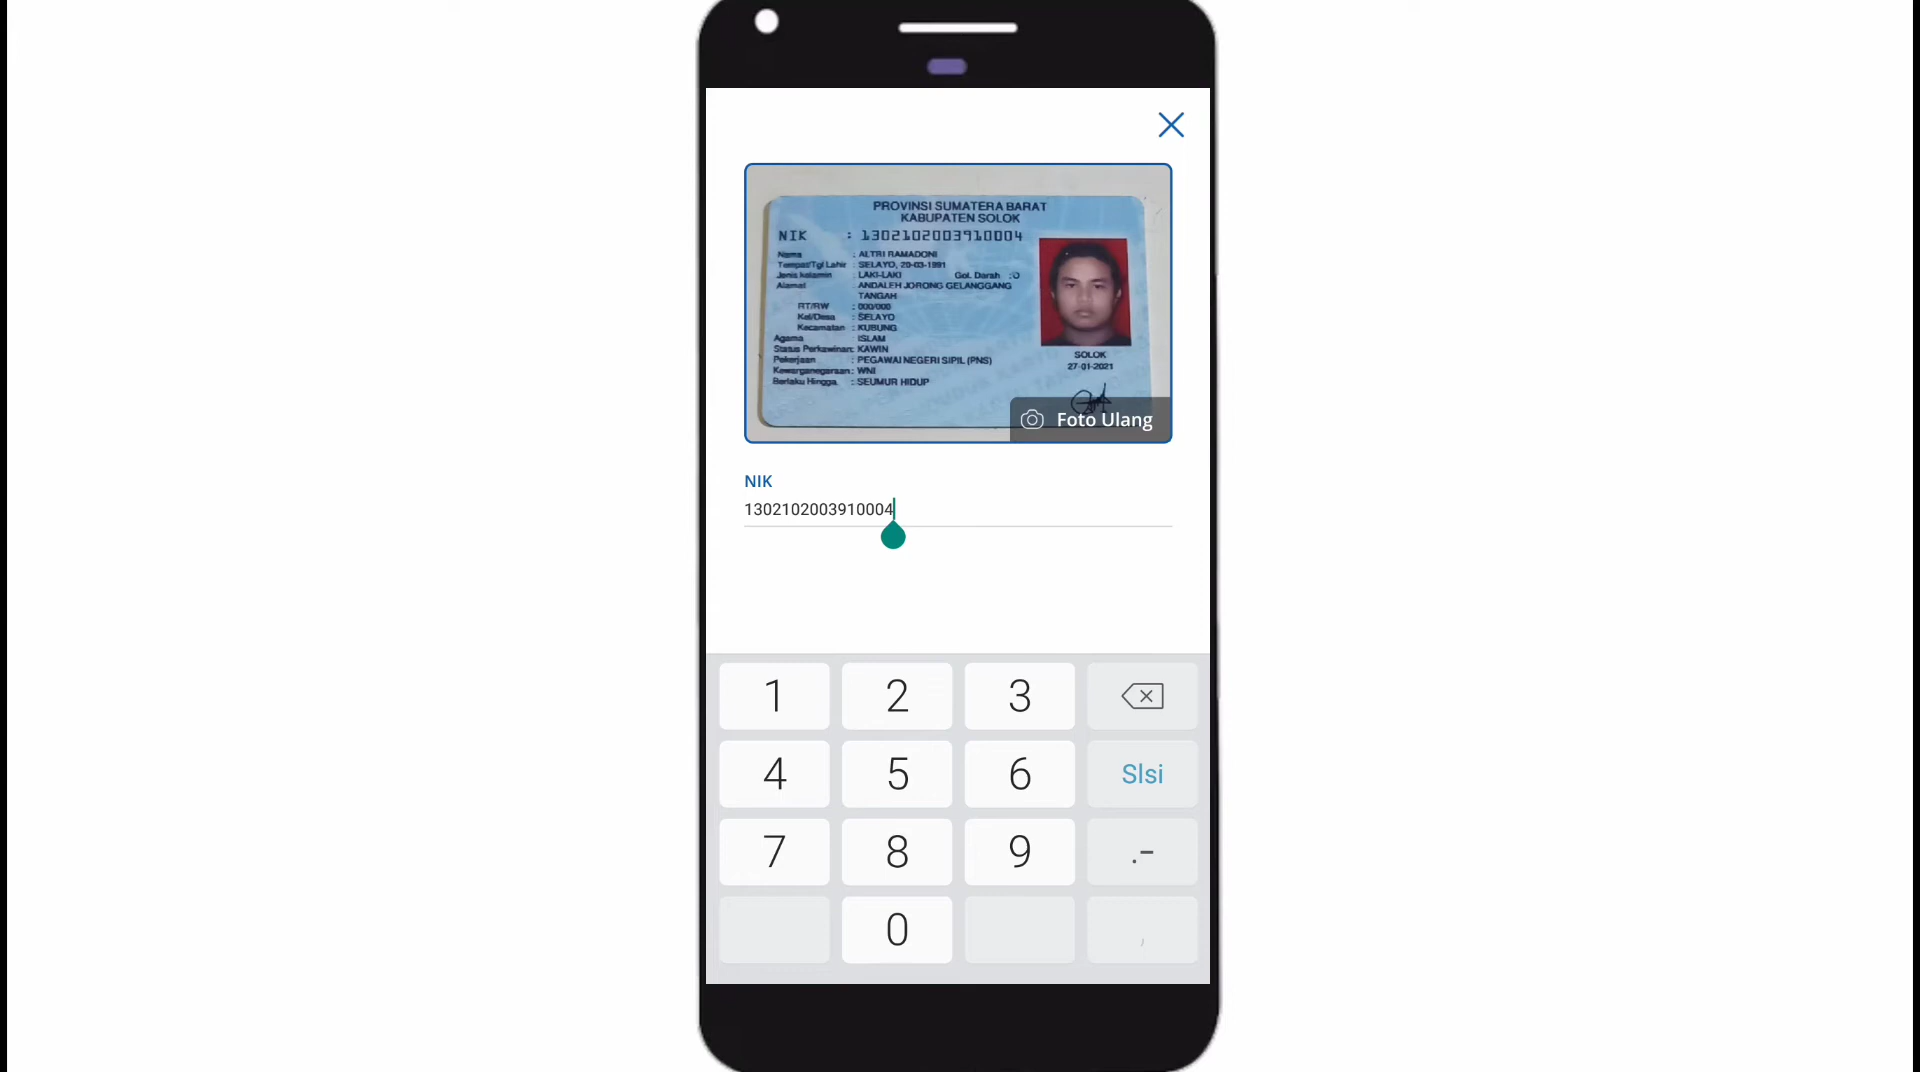 PROVINSI SUMATERA BARAT
KABUPATEN SOLOK
NIK : 1302102003910004
Nama : ALTRI RAMADONI
Tempat/Tgl Lahir : SELAYO, 20-03-1991
Jenis kelamin : LAKI-LAKI Gol. Darah : O
Alamat : ANDALEH JORONG GELANGGANG
TANGAH
RT/RW : 000/000
Kel/Desa : SELAYO
Kecamatan : KUBUNG
Agama ISLAM
Status Perkawinan: KAWIN
Pekerjaan : PEGAWAI NEGERI SIPIL (PNS)
Kewarganegaraan: WNI
Berlaku Hingga : SEUMUR HIDUP
SOLOK
27-01-2021
Foto Ulang
NIK
1302102003910004
1 2 3
4 5 6 Slsi
7 8 9 .-
0 ,